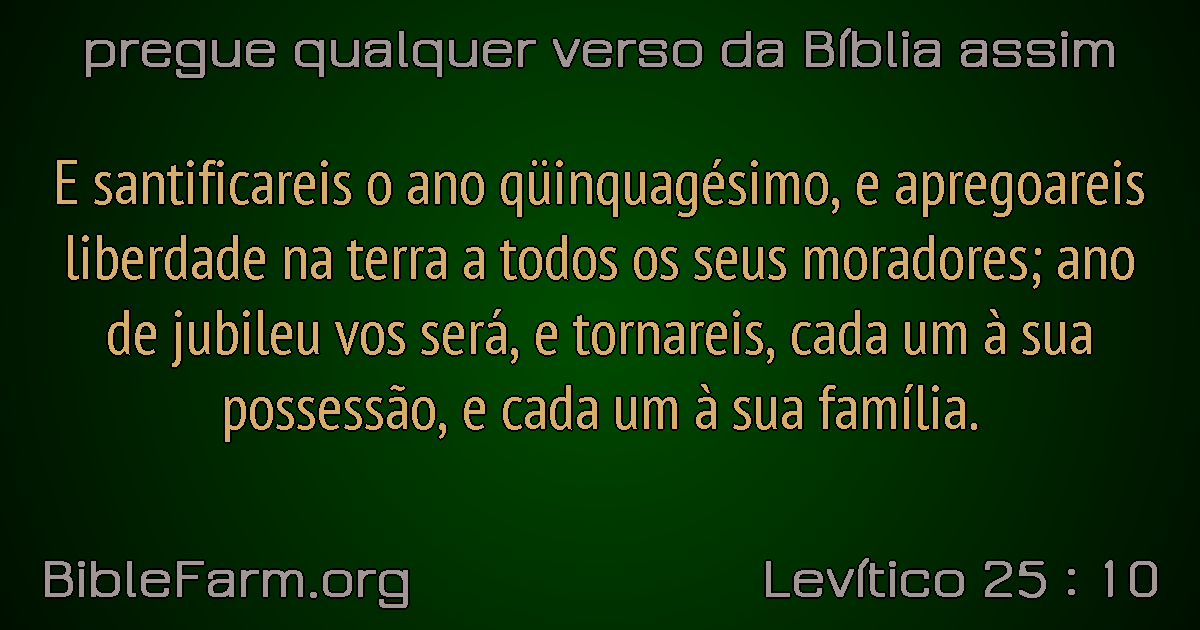 pregue qualquer verso da Bíblia assim
E santificareis o ano qüinquagésimo, e apregoareis
liberdade na terra a todos os seus moradores; ano
de jubileu vos será, e tornareis, cada um à sua
possessão, e cada um à sua família.
BibleFarm.org
Levítico 25 : 10